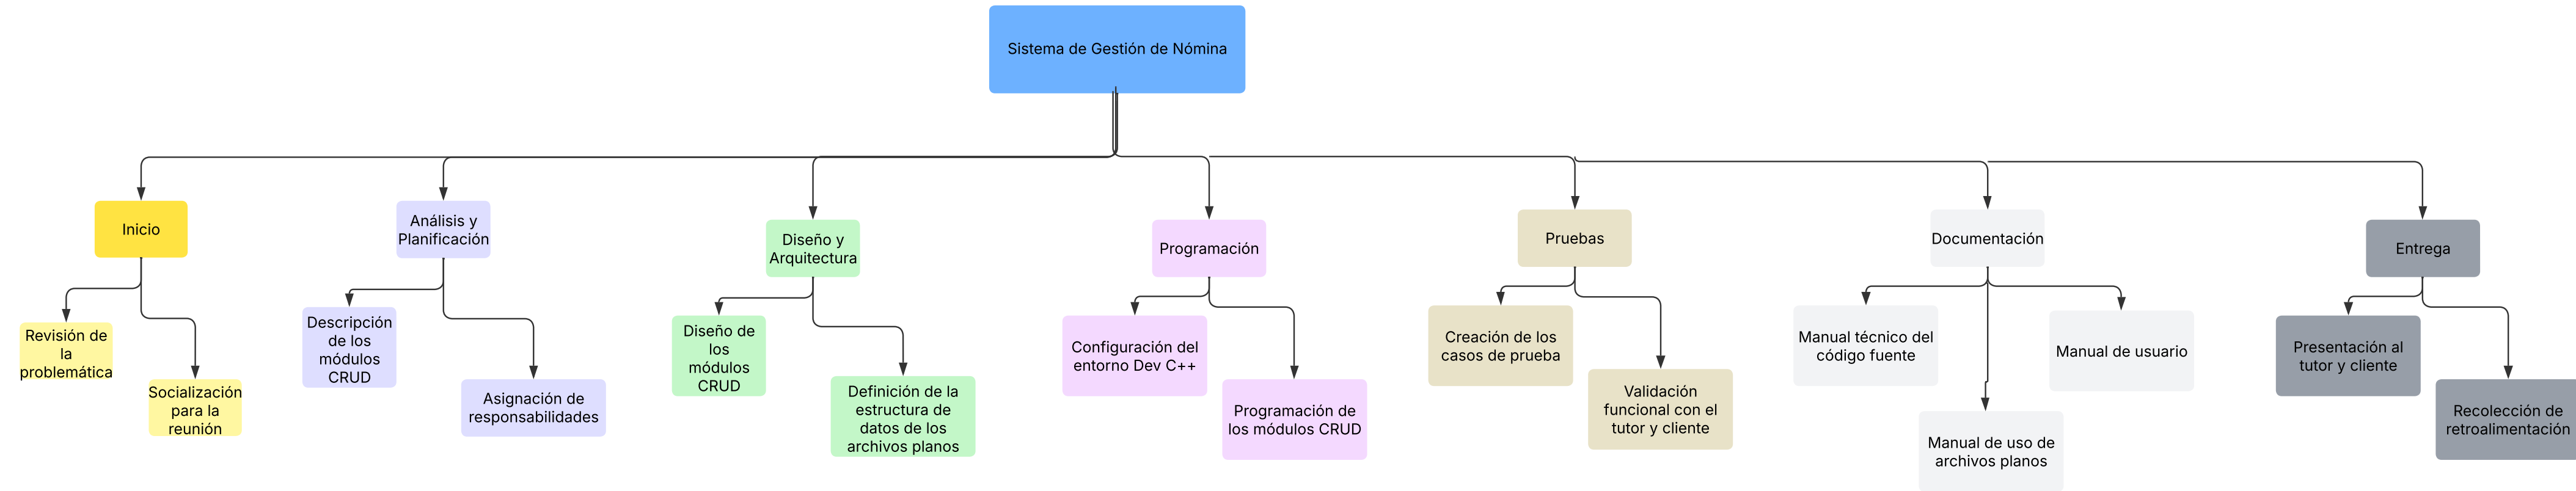 Sistema de Gestión de Nómina
Inicio
Revisión de
la
problemática
Socialización
para la
reunión
Análisis y
Planificación
Descripción
de los
módulos
CRUD
Asignación de
responsabilidades
Diseño y
Arquitectura
Diseño de
los
módulos
CRUD
Definición de la
estructura de
datos de los
archivos planos
Programación
Configuración del
entorno Dev C++
Programación de
los módulos CRUD
Pruebas
Creación de los
casos de prueba
Validación
funcional con el
tutor y cliente
Documentación
Manual técnico del
código fuente
Manual de uso de
archivos planos
Manual de usuario
Entrega
Presentación al
tutor y cliente
Recolección de
retroalimentación